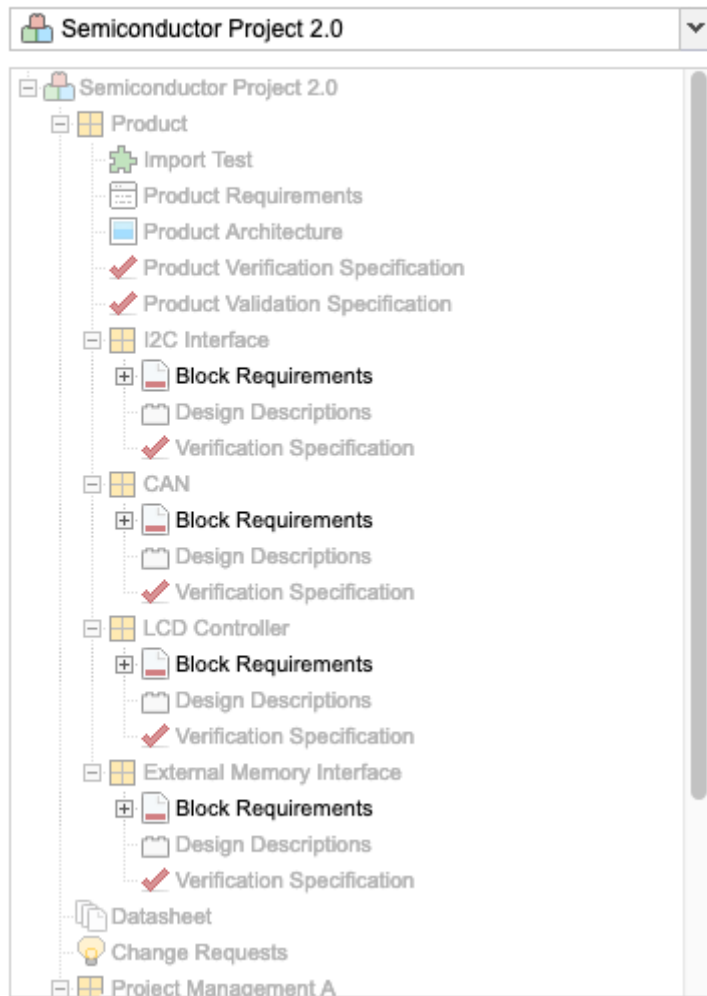 Semiconductor Project 2.0
Semiconductor Project 2.0
Product
Import Test
Product Requirements
Product Architecture
Product Verification Specification
Product Validation Specification
I2C Interface
Block Requirements
Design Descriptions
Verification Specification
CAN
Block Requirements
Design Descriptions
Verification Specification
LCD Controller
Block Requirements
Design Descriptions
Verification Specification
External Memory Interface
Block Requirements
Design Descriptions
Verification Specification
Datasheet
Change Requests
Project Management A